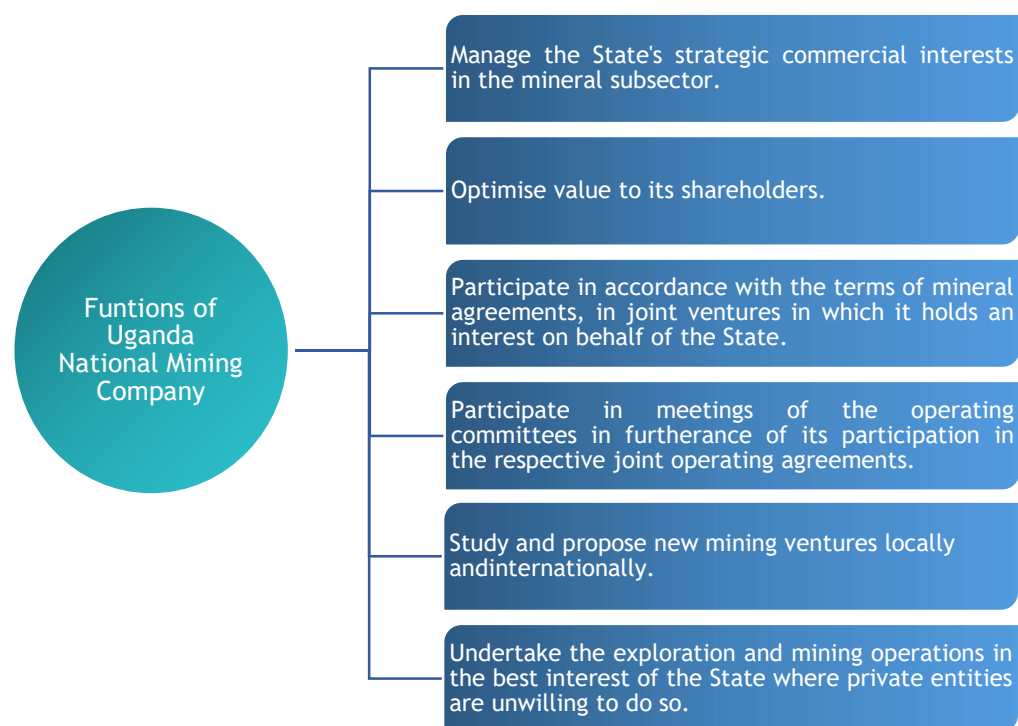 Funtions of
Uganda
National Mining
Company
Manage the State's strategic commercial interests
in the mineral subsector.
Optimise value to its shareholders.
Participate in accordance with the terms of mineral
agreements, in joint ventures in which it holds an
interest on behalf of the State.
Participate in meetings of the operating
committees in furtherance of its participation in
the respective joint operating agreements.
Study and propose new mining ventures locally
andinternationally.
Undertake the exploration and mining operations in
the best interest of the State where private entities
are unwilling to do so.